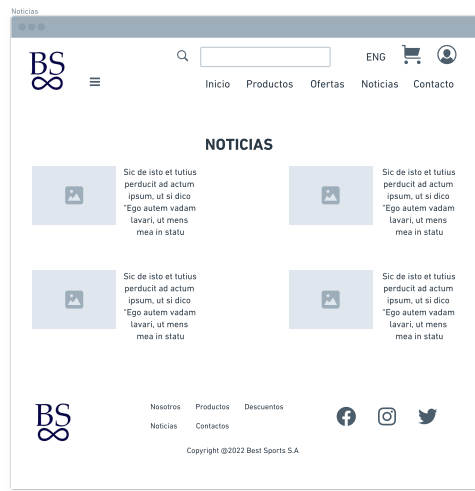 Noticias
BS
ENG
Inicio Productos Ofertas Noticias Contacto
NOTICIAS
Sic de isto et tutius
perducit ad actum
ipsum, ut si dico
"Ego autem vadam
lavari, ut mens
mea in statu
Sic de isto et tutius
perducit ad actum
ipsum, ut si dico
"Ego autem vadam
lavari, ut mens
mea in statu
Sic de isto et tutius
perducit ad actum
ipsum, ut si dico
"Ego autem vadam
lavari, ut mens
mea in statu
Sic de isto et tutius
perducit ad actum
ipsum, ut si dico
"Ego autem vadam
lavari, ut mens
mea in statu
BS
Nosotros Productos Descuentos
Noticias Contactos
Copyright @2022 Best Sports S.A